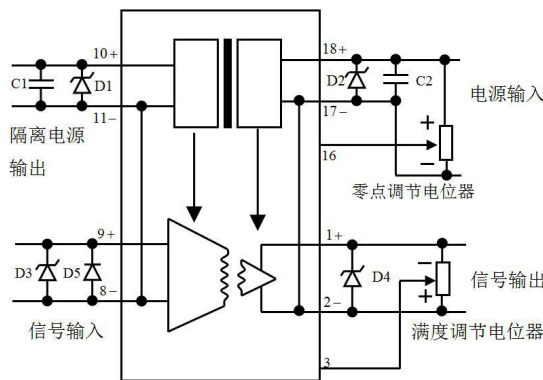 10+
18+
C1
D1
D2
C2
11−
17−
电源输入
隔离电源
输出
16
+
−
零点调节电位器
9+
1+
D3
D5
D4
−
+
信号输出
8−
2−
信号输入
满度调节电位器
3